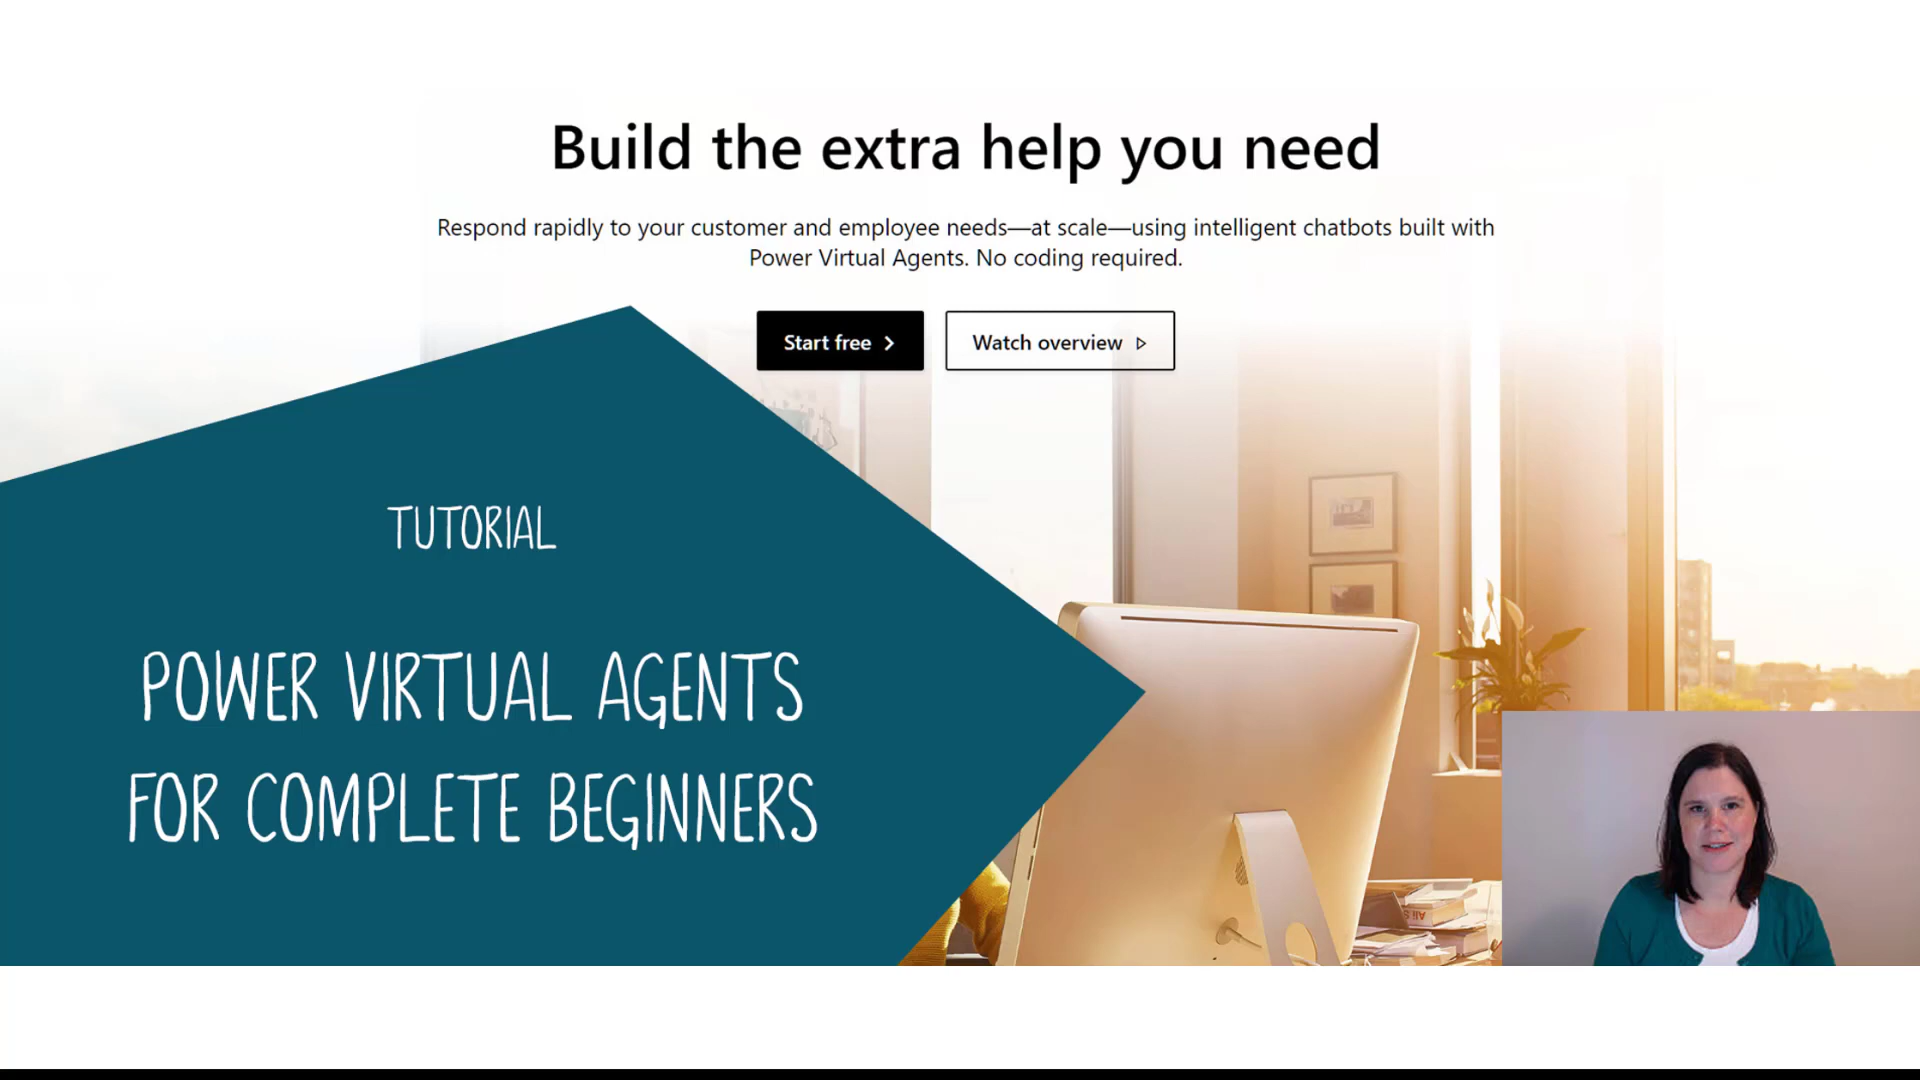 Build the extra help you need
Respond rapidly to your customer and employee needs—at scale—using intelligent chatbots built with
Power Virtual Agents. No coding required.
Start free
Watch overview
TUTORIAL
POWER VIRTUAL AGENTS
FOR COMPLETE BEGINNERS